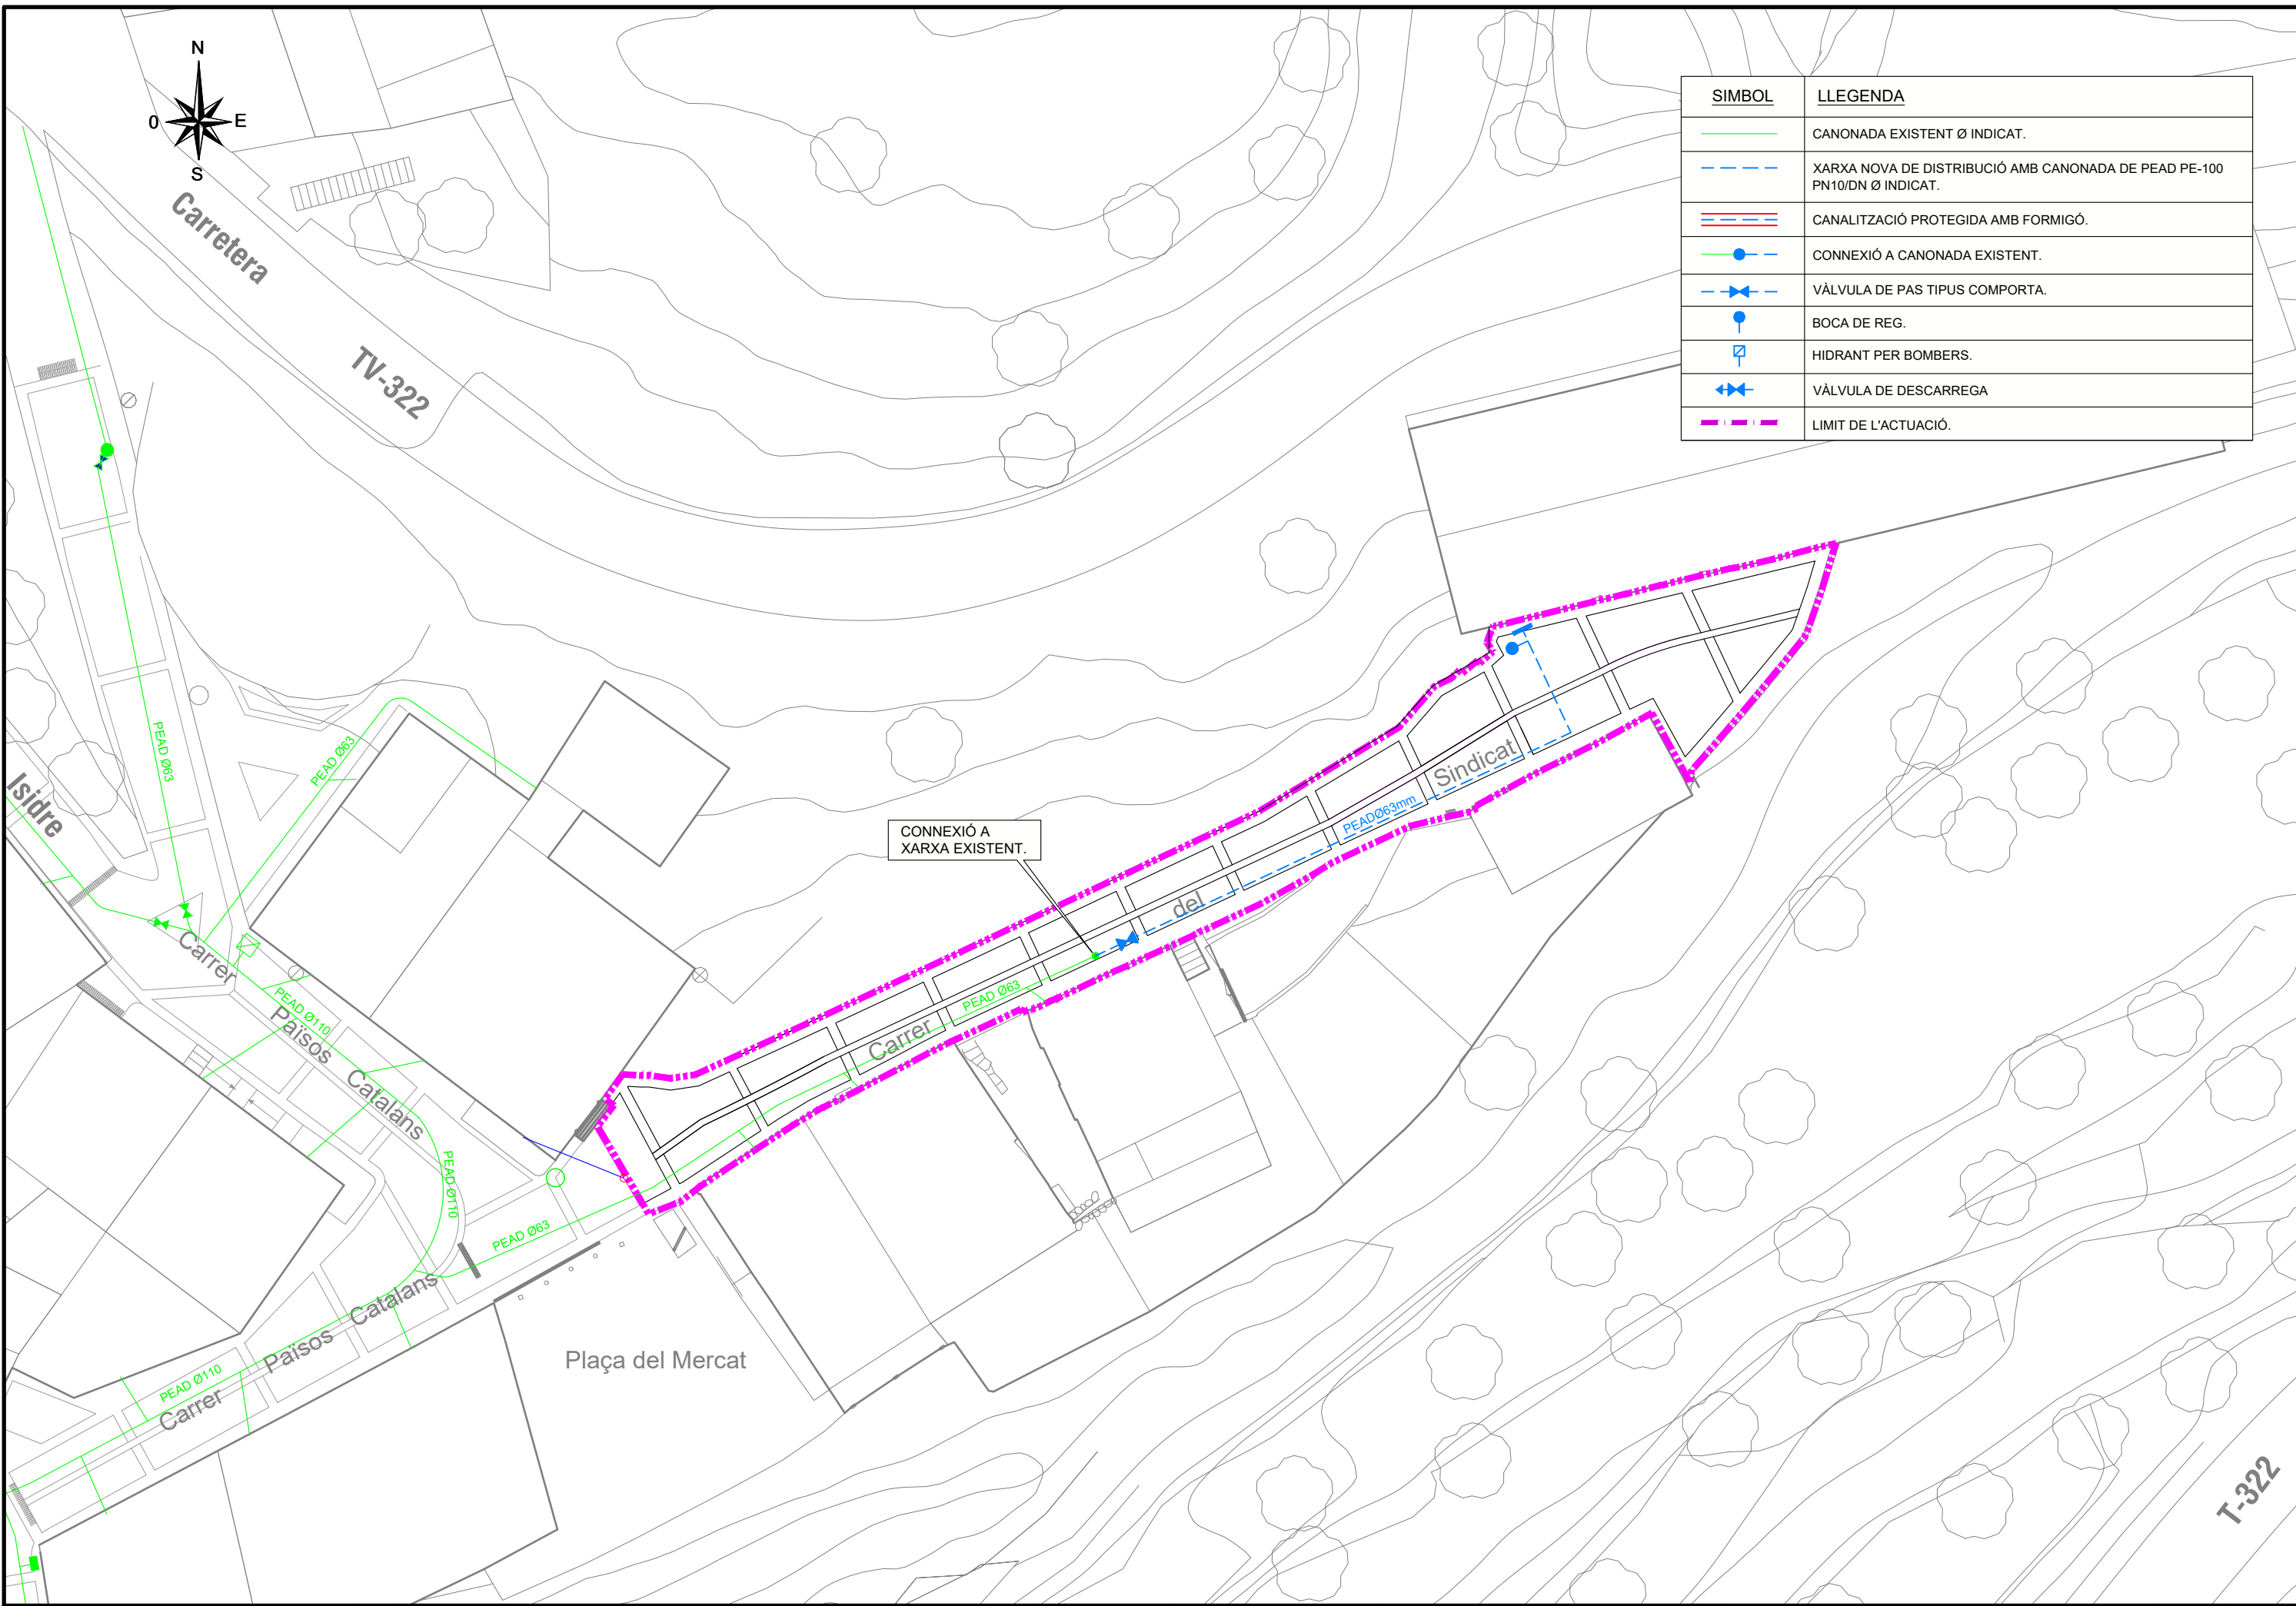 N
0
E
S
SIMBOL
LLEGENDA
CANONADA EXISTENT Ø INDICAT.
XARXA NOVA DE DISTRIBUCIÓ AMB CANONADA DE PEAD PE-100
PN10/DN Ø INDICAT.
CANALITZACIÓ PROTEGIDA AMB FORMIGÓ.
CONNEXIÓ A CANONADA EXISTENT.
VÀLVULA DE PAS TIPUS COMPORTA.
BOCA DE REG.
HIDRANT PER BOMBERS.
VÀLVULA DE DESCARREGA
LIMIT DE L'ACTUACIÓ.
Carretera
TV-322
PEAD Ø63
PEAD Ø63
Isidre
CONNEXIÓ A
XARXA EXISTENT.
Sindicat
PEADØ63mm
del
Carrer
PEAD Ø63
Carrer
PEAD Ø110
Països
Catalans
PEAD Ø110
PEAD Ø63
Catalans
Països
PEAD Ø110
Carrer
Plaça del Mercat
T-322